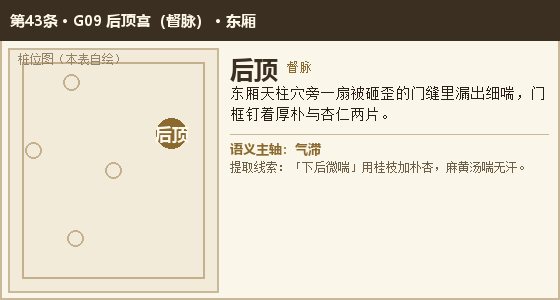 第43条 · G09 后顶宫（督脉） · 东厢
桩位图（本表自绘）
后顶
后顶 督脉
东厢天柱穴旁一扇被砸歪的门缝里漏出细喘，门
框钉着厚朴与杏仁两片。
语义主轴：气滞
提取线索：「下后微喘」用桂枝加朴杏，麻黄汤喘无汗。